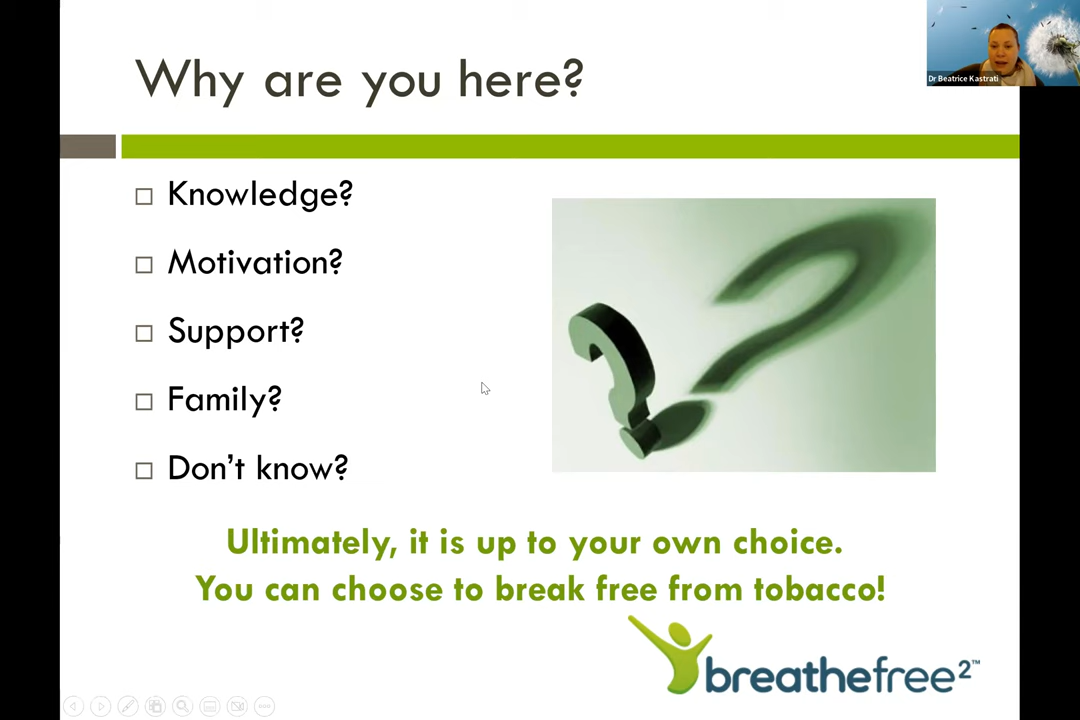 Why are you here?
Dr Beatrice Kastrati
Knowledge?
Motivation?
Support?
Family?
Don't know?
Ultimately, it is up to your own choice.
You can choose to break free from tobacco!
breathefree2™